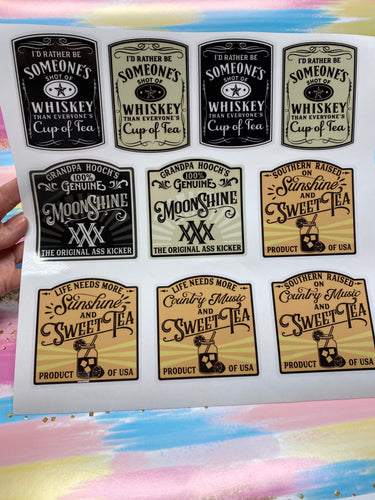 I'D RATHER BE
SOMEONE'S
SHOT OF
WHISKEY
THAN EVERYONE'S
Cup of Tea
I'D RATHER BE
SOMEONE'S
SHOT OF
WHISKEY
THAN EVERYONE'S
Cup of Tea
I'D RATHER BE
SOMEONE'S
SHOT OF
WHISKEY
THAN EVERYONE'S
Cup of Tea
I'D RATHER BE
SOMEONE'S
SHOT OF
WHISKEY
THAN EVERYONE'S
Cup of Tea
GRANDPA HOOCH'S
100%
GENUINE
MOONSHINE
XXX
THE ORIGINAL ASS KICKER
GRANDPA HOOCH'S
100%
GENUINE
MOONSHINE
XXX
THE ORIGINAL ASS KICKER
SOUTHERN RAISED
ON
Sunshine
AND
SWEET TEA
PRODUCT OF USA
LIFE NEEDS MORE
Sunshine
AND
SWEET TEA
PRODUCT OF USA
LIFE NEEDS MORE
Country Music
AND
SWEET TEA
PRODUCT OF USA
SOUTHERN RAISED
ON
Country Music
AND
SWEET TEA
PRODUCT OF USA